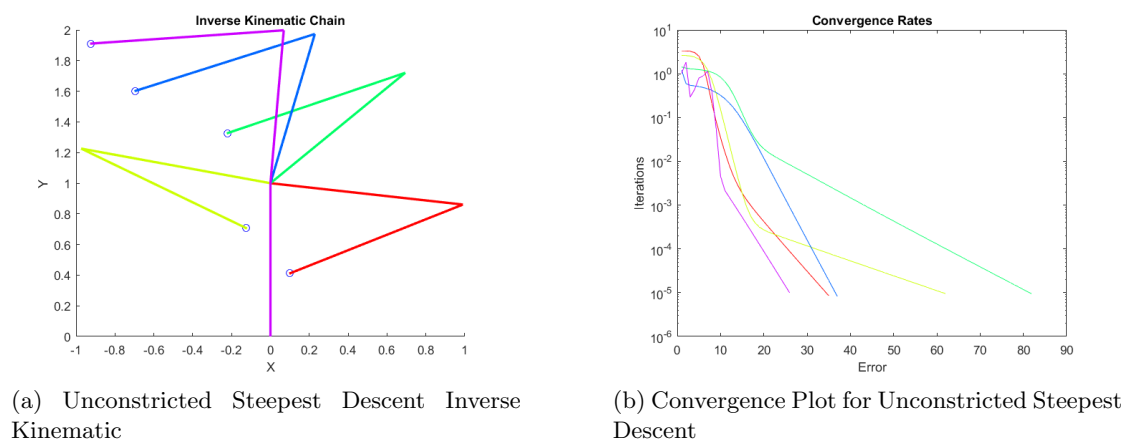 Inverse Kinematic Chain
2
1.8
1.6
1.4
1.2
1
0.8
0.6
0.4
0.2
0
Y
-1 -0.8 -0.6 -0.4 -0.2 0 0.2 0.4 0.6 0.8 1
X
(a) Unconstricted Steepest Descent Inverse
Kinematic
Convergence Rates
10^1
10^0
10^-1
10^-2
10^-3
10^-4
10^-5
10^-6
Iterations
0 10 20 30 40 50 60 70 80 90
Error
(b) Convergence Plot for Unconstricted Steepest
Descent